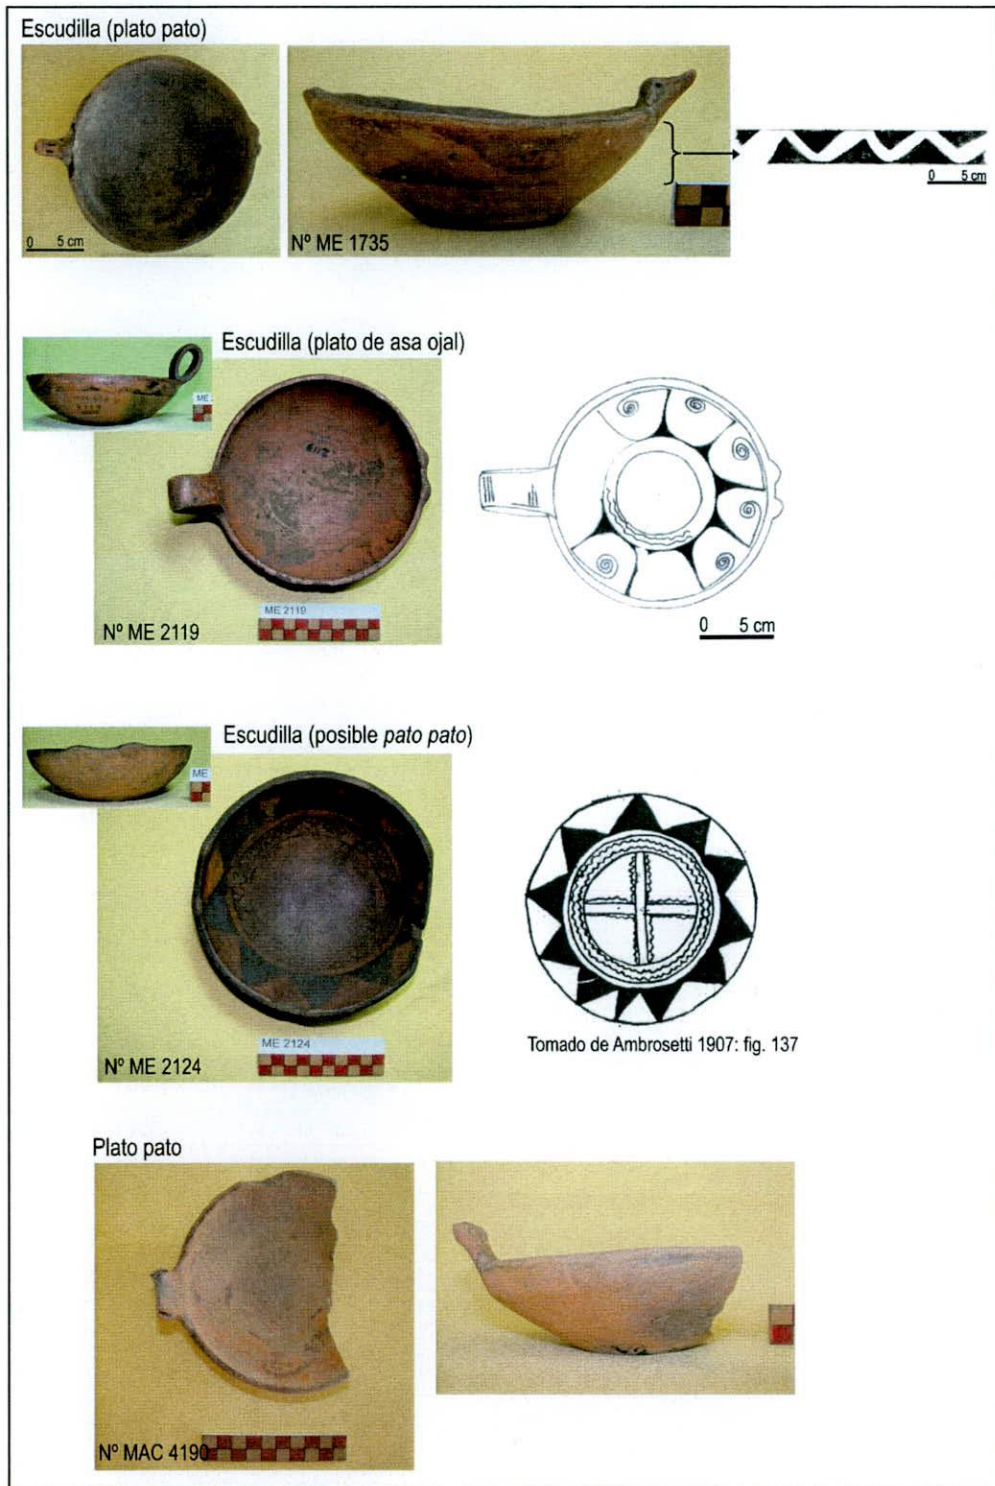 Escudilla (plato pato)
0 5 cm
Nº ME 1735
0 5 cm
Escudilla (plato de asa ojal)
ME 2119
Nº ME 2119
0 5 cm
Escudilla (posible pato pato)
ME
ME 2124
Nº ME 2124
Tomado de Ambrosetti 1907: fig. 137
Plato pato
Nº MAC 4190